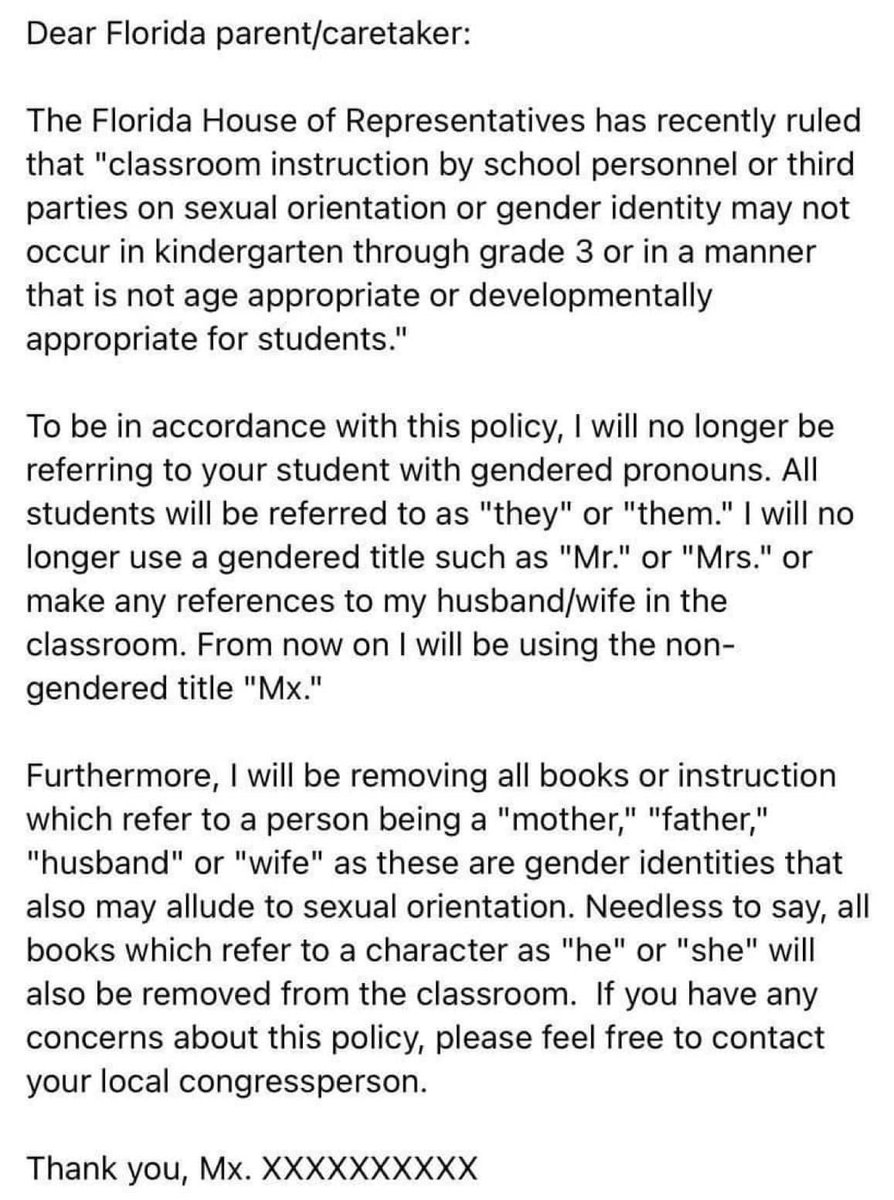 Dear Florida parent/caretaker:
The Florida House of Representatives has recently ruled
that "classroom instruction by school personnel or third
parties on sexual orientation or gender identity may not
occur in kindergarten through grade 3 or in a manner
that is not age appropriate or developmentally
appropriate for students."
To be in accordance with this policy, I will no longer be
referring to your student with gendered pronouns. All
students will be referred to as "they" or "them." I will no
longer use a gendered title such as "Mr." or "Mrs." or
make any references to my husband/wife in the
classroom. From now on I will be using the non-
gendered title "Mx."
Furthermore, I will be removing all books or instruction
which refer to a person being a "mother," "father,"
"husband" or "wife" as these are gender identities that
also may allude to sexual orientation. Needless to say, all
books which refer to a character as "he" or "she" will
also be removed from the classroom.  If you have any
concerns about this policy, please feel free to contact
your local congressperson.
Thank you, Mx. XXXXXXXXXX